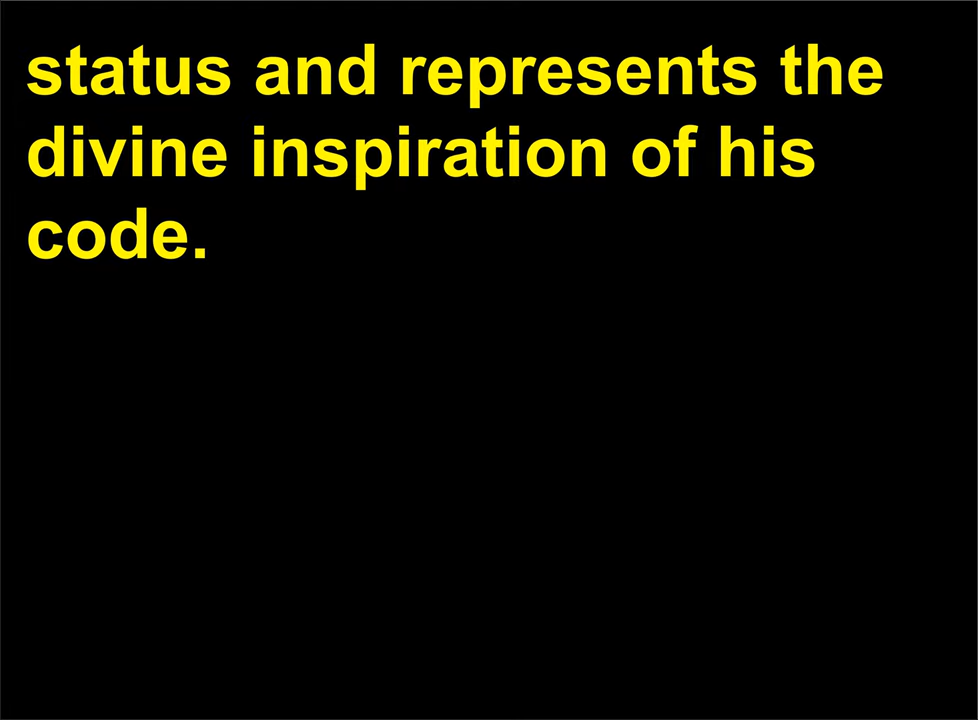 status and represents the
divine inspiration of his
code.